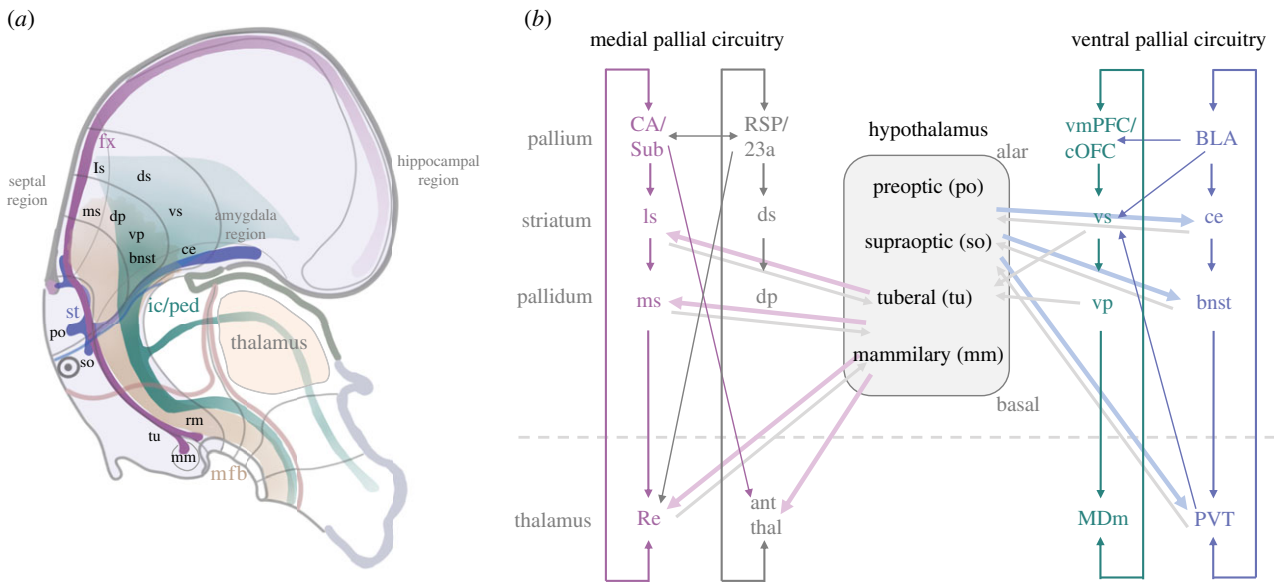 (a)
fx
ls
ds
septal
region
hippocampal
region
ms
dp
vs
amygdala
region
vp
ce
bnst
st
ic/ped
po
so
thalamus
rm
tu
mm
mfb
(b)
medial pallial circuitry
ventral pallial circuitry
pallium
CA/
Sub
RSP/
23a
hypothalamus
alar
vmPFC/
cOFC
BLA
preoptic (po)
striatum
ls
ds
supraoptic (so)
vs
ce
pallidum
ms
dp
tuberal (tu)
vp
bnst
mammilary (mm)
basal
thalamus
Re
ant
thal
MDm
PVT